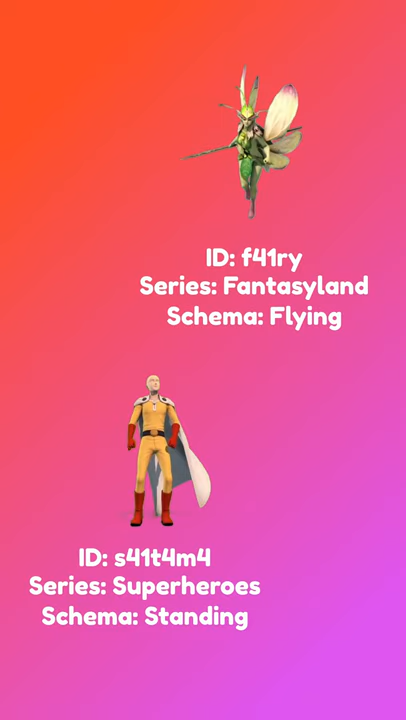 ID: f41ry
Series: Fantasyland
Schema: Flying
ID: s41t4m4
Series: Superheroes
Schema: Standing